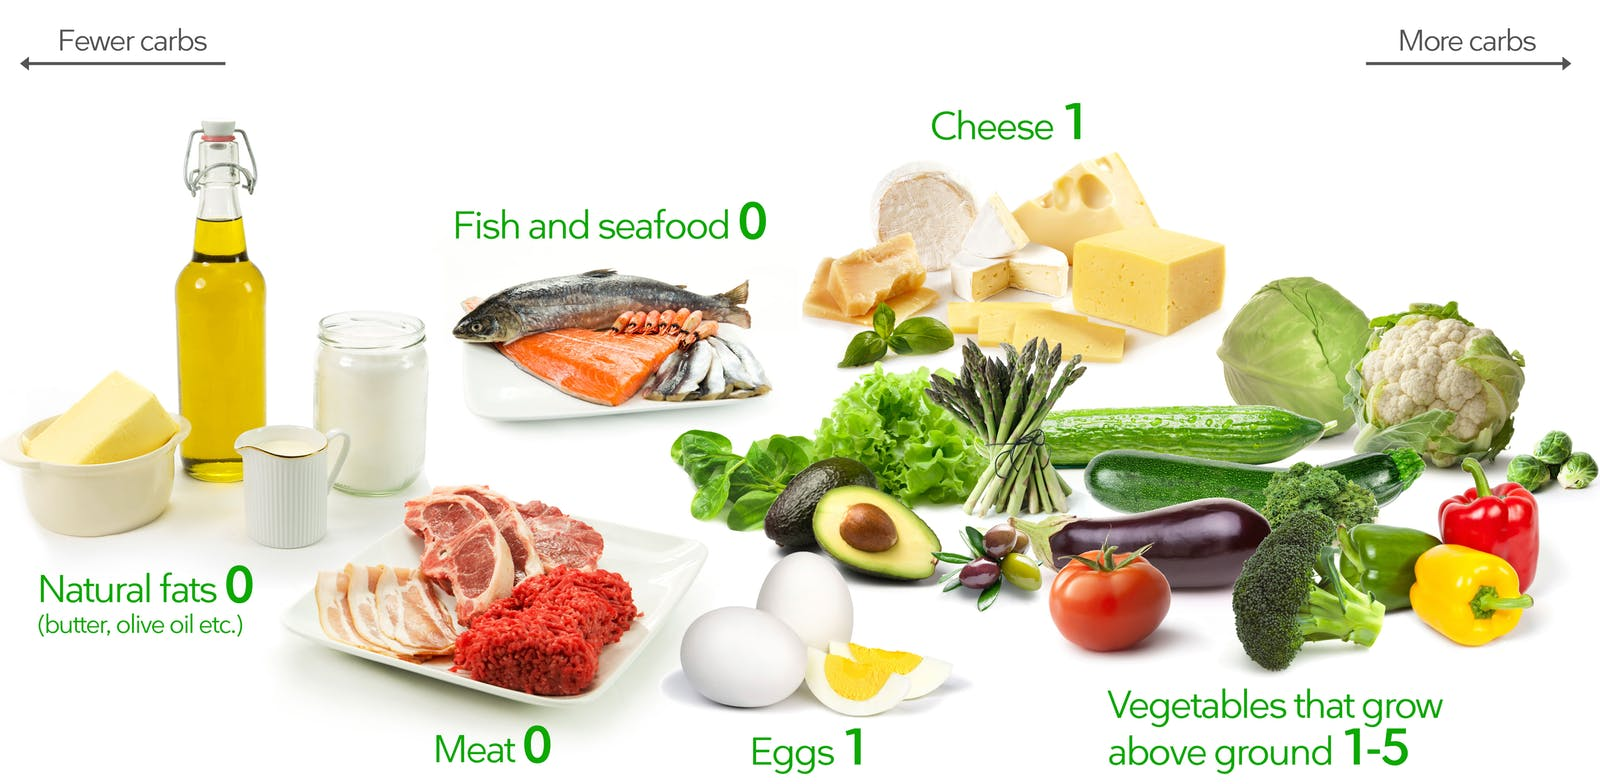 Fewer carbs
More carbs
Cheese 1
Fish and seafood 0
Natural fats 0
(butter, olive oil etc.)
Meat 0
Eggs 1
Vegetables that grow
above ground 1-5